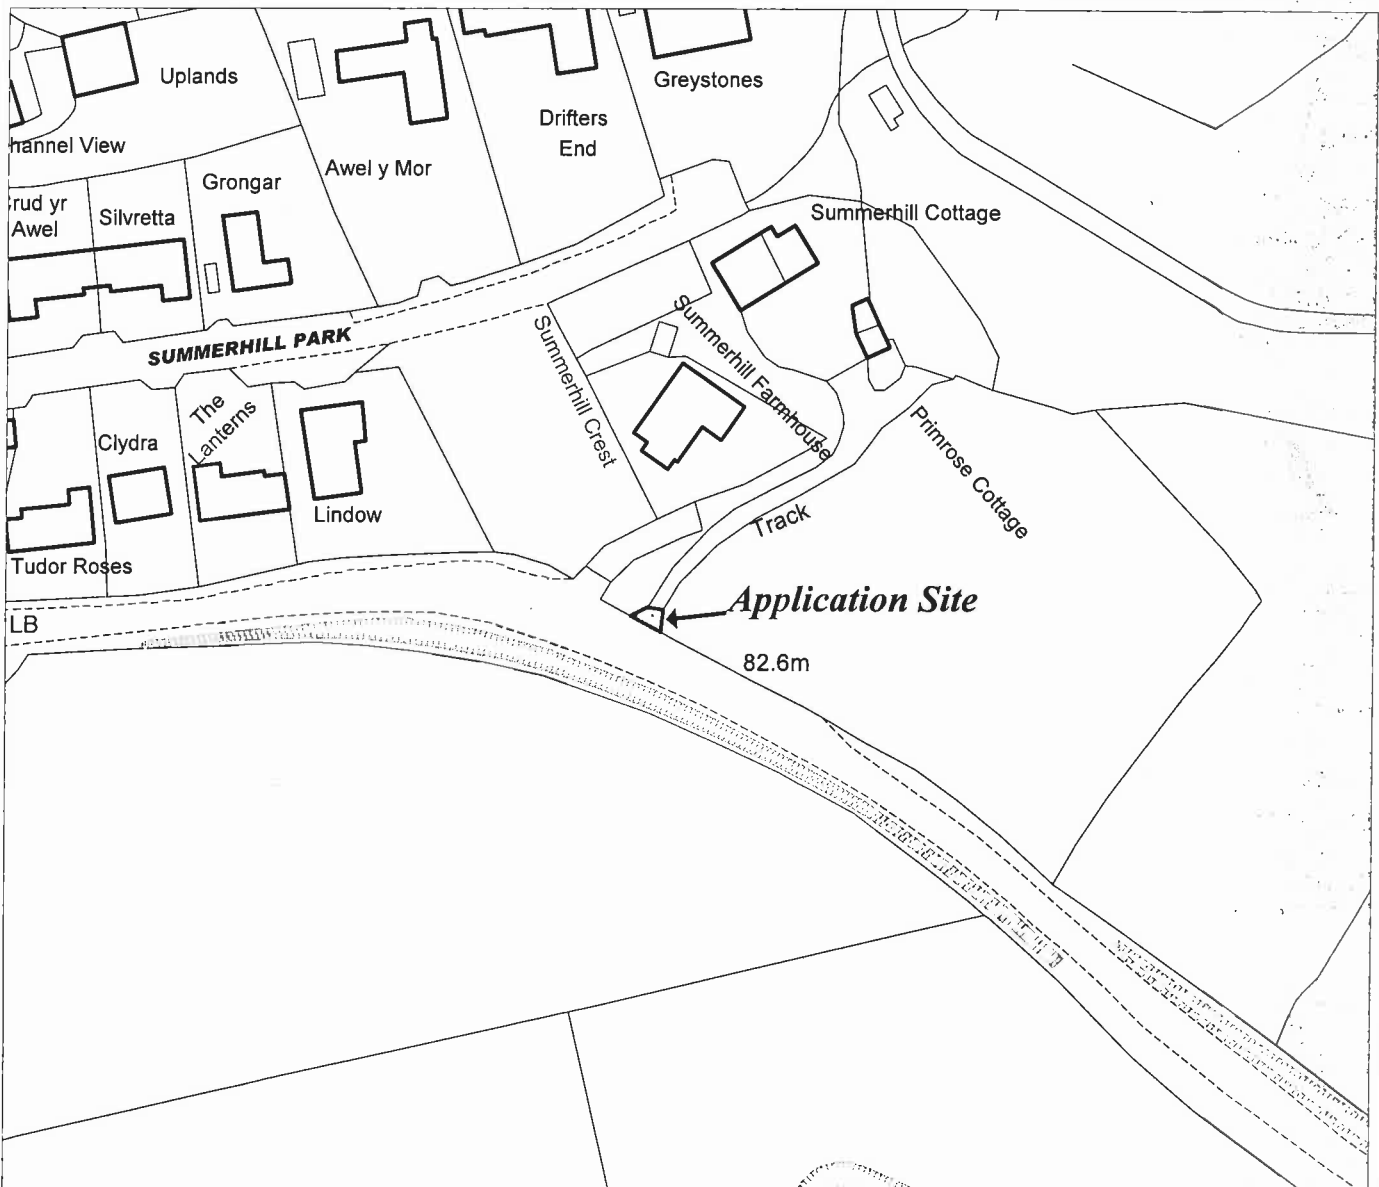 Uplands
Greystones
Drifters
End
hannel View
Awel y Mor
Grongar
rud yr
Awel
Silvretta
Summerhill Cottage
SUMMERHILL PARK
Summerhill Farmhouse
Summerhill Crest
The
Lanterns
Clydra
Primrose Cottage
Lindow
Track
Tudor Roses
Application Site
LB
82.6m